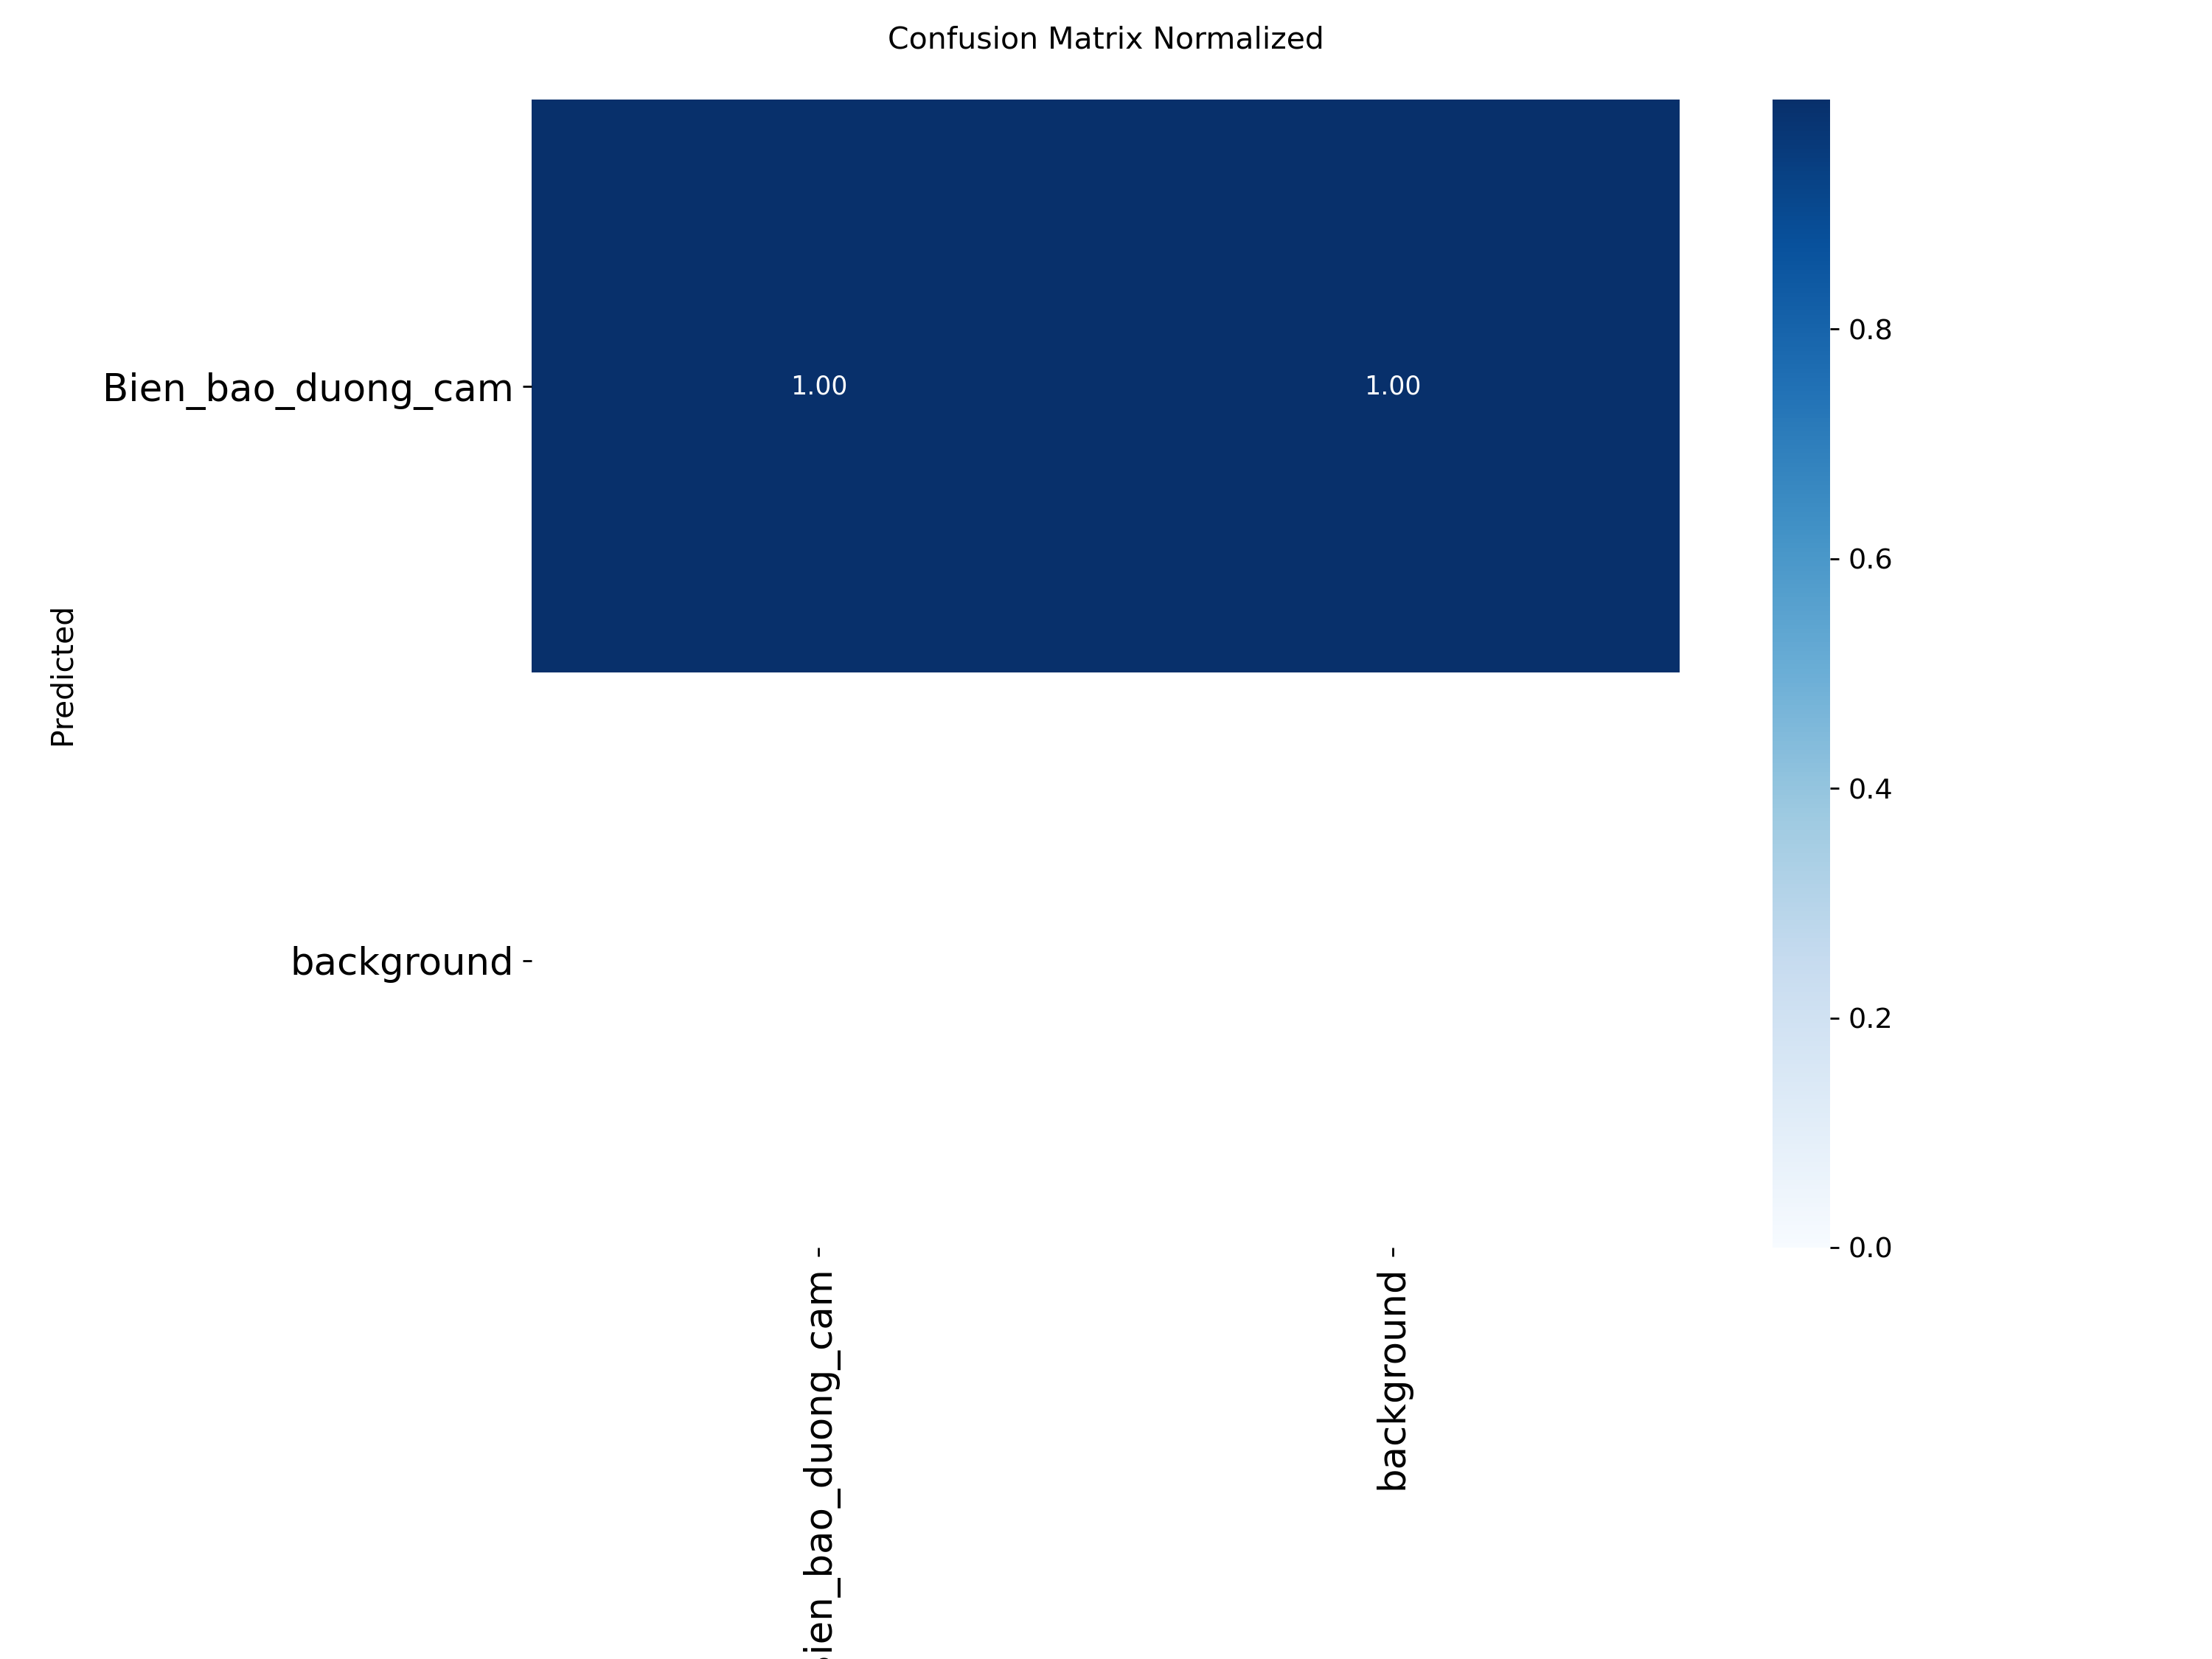 Confusion Matrix Normalized
Bien_bao_duong_cam
1.00
1.00
Predicted
background
0.8
0.6
0.4
0.2
0.0
ien_bao_duong_cam
background